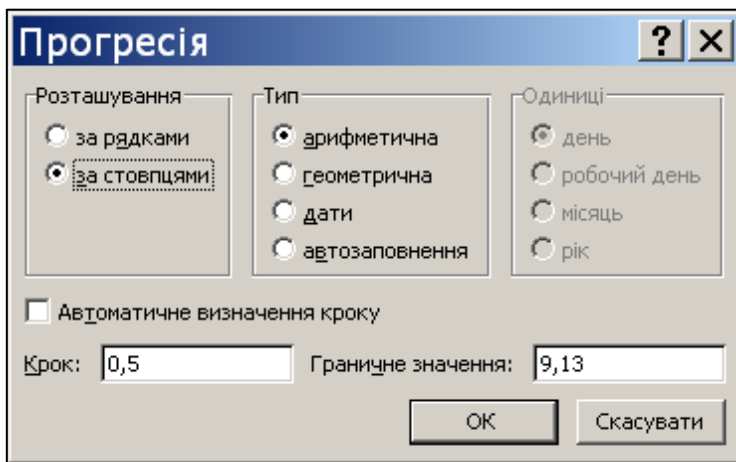 Прогресія
Розташування
за рядками
за стовпцями
Тип
арифметична
геометрична
дати
автозаповнення
Одиниці
день
робочий день
місяць
рік
Автоматичне визначення кроку
Крок: 0,5 Граничне значення: 9,13
ОК Скасувати